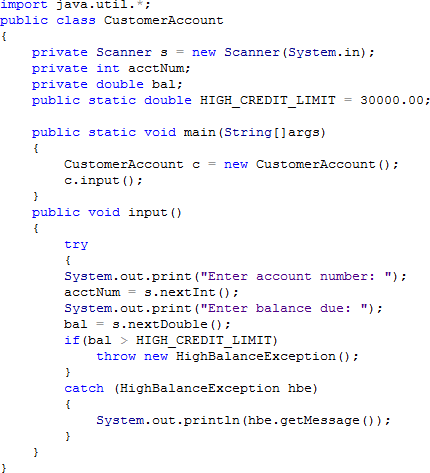 import java.util.*;
public class CustomerAccount
{
    private Scanner s = new Scanner(System.in);
    private int acctNum;
    private double bal;
    public static double HIGH_CREDIT_LIMIT = 30000.00;

    public static void main(String[]args)
    {
        CustomerAccount c = new CustomerAccount();
        c.input();
    }
    public void input()
    {
        try
        {
        System.out.print("Enter account number: ");
        acctNum = s.nextInt();
        System.out.print("Enter balance due: ");
        bal = s.nextDouble();
        if(bal > HIGH_CREDIT_LIMIT)
            throw new HighBalanceException();
        }
        catch (HighBalanceException hbe)
        {
            System.out.println(hbe.getMessage());
        }
    }
}